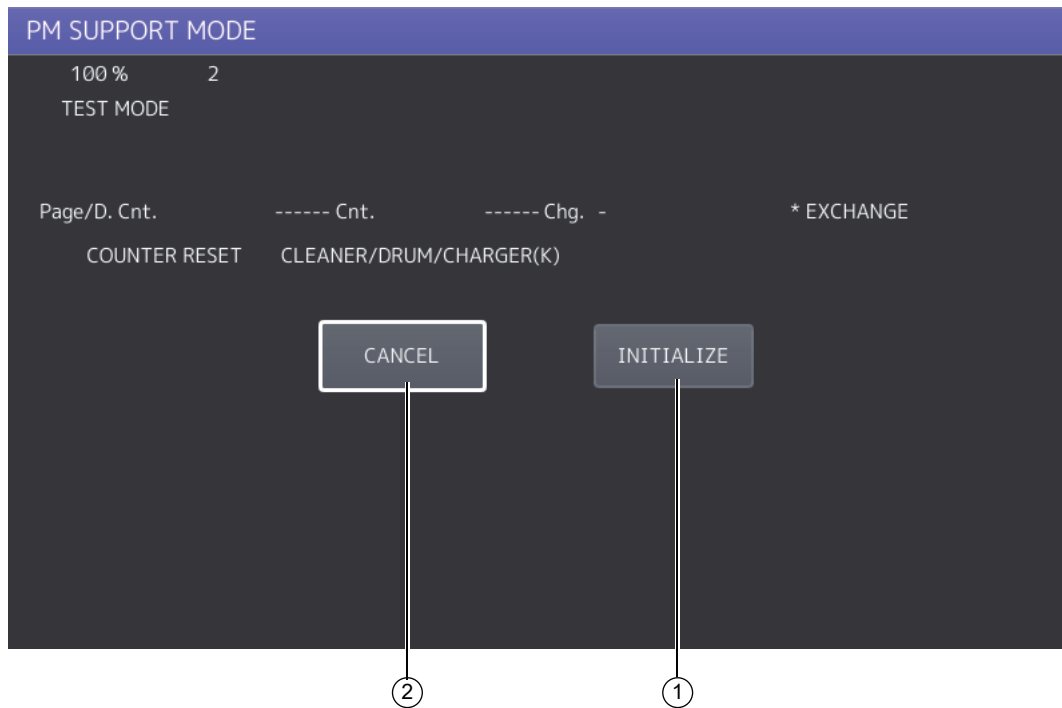 PM SUPPORT MODE
100 % 2
TEST MODE
Page/D. Cnt. ------ Cnt. ------ Chg. - * EXCHANGE
COUNTER RESET CLEANER/DRUM/CHARGER(K)
CANCEL INITIALIZE
2 1